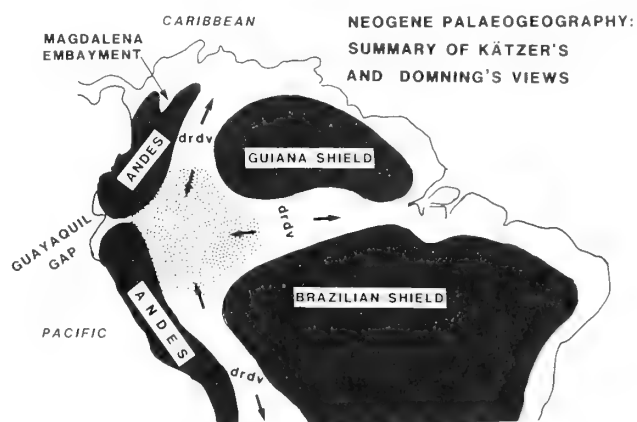 CARIBBEAN
NEOGENE PALAEOGEOGRAPHY:
SUMMARY OF KÄTZER'S
AND DOMNING'S VIEWS
MAGDALENA
EMBAYMENT
drdv
ANDES
GUIANA SHIELD
drdv
GUAYAQUIL
GAP
BRAZILIAN SHIELD
ANDES
PACIFIC
drdv